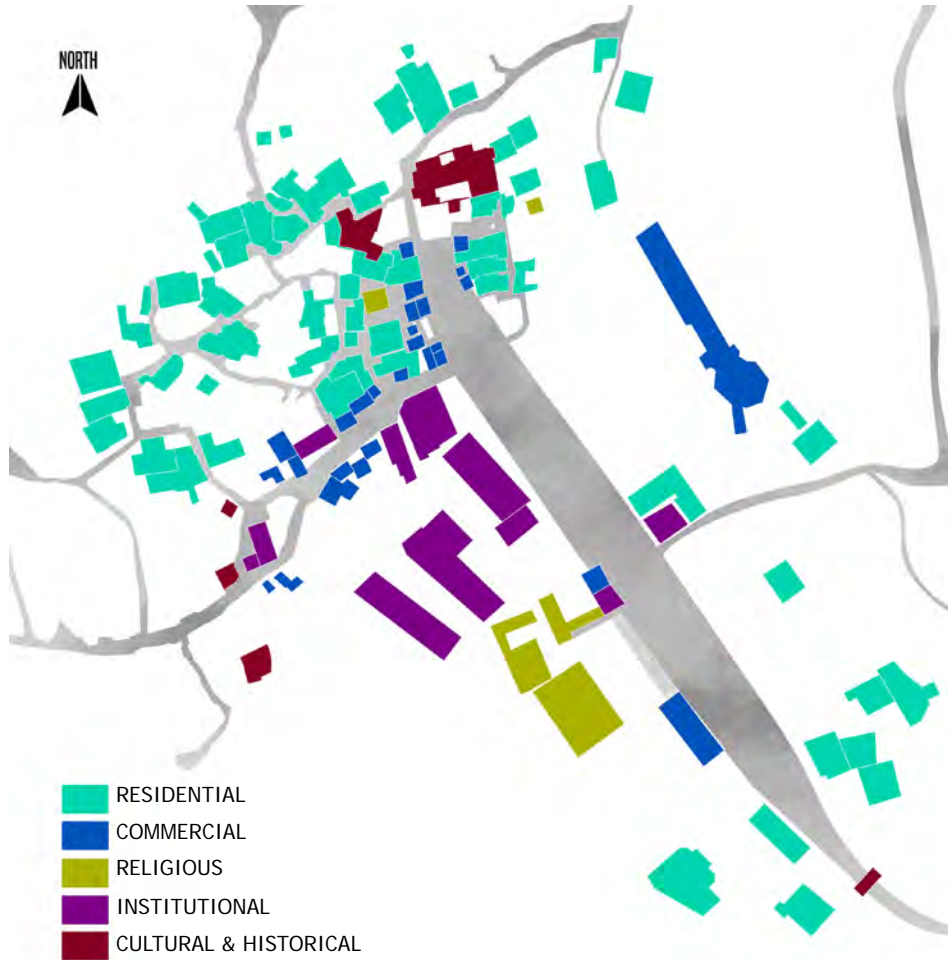 NORTH
RESIDENTIAL
COMMERCIAL
RELIGIOUS
INSTITUTIONAL
CULTURAL & HISTORICAL